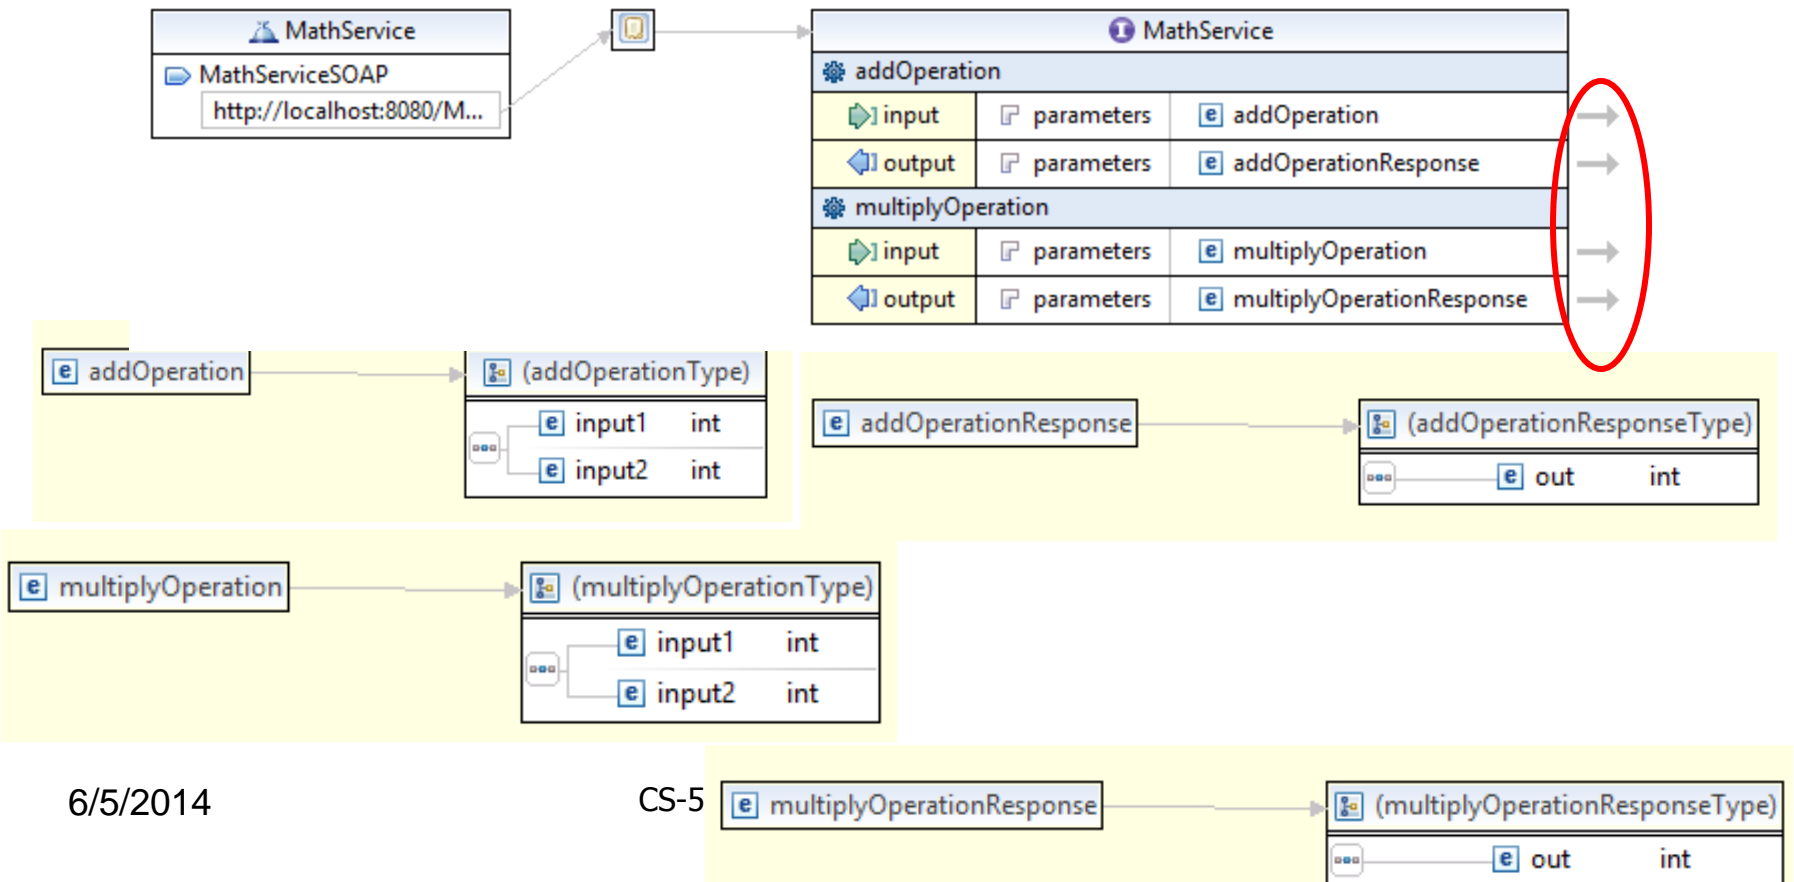 MathService
MathServiceSOAP
http://localhost:8080/M...
MathService
addOperation
input parameters addOperation
output parameters addOperationResponse
multiplyOperation
input parameters multiplyOperation
output parameters multiplyOperationResponse
addOperation
(addOperationType)
input1 int
input2 int
addOperationResponse
(addOperationResponseType)
out int
multiplyOperation
(multiplyOperationType)
input1 int
input2 int
6/5/2014
CS-5
multiplyOperationResponse
(multiplyOperationResponseType)
out int